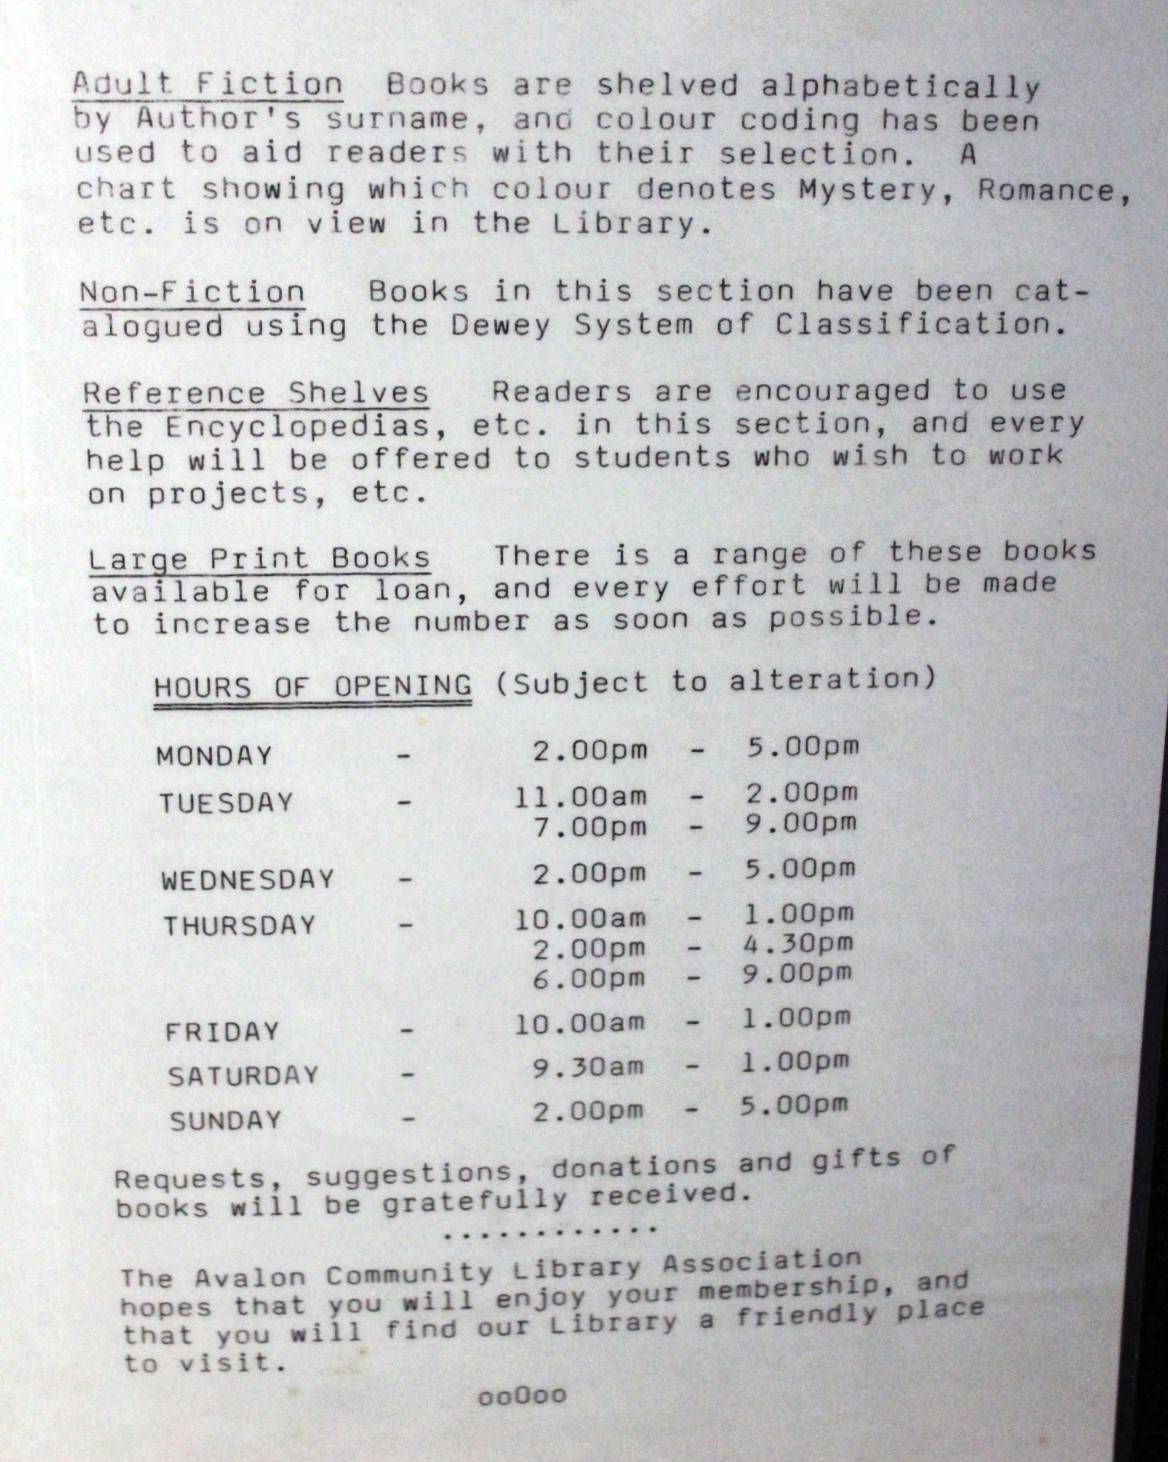 Adult Fiction Books are shelved alphabetically
by Author's surname, and colour coding has been
used to aid readers with their selection. A
chart showing which colour denotes Mystery, Romance,
etc. is on view in the Library.
Non-Fiction Books in this section have been cat-
alogued using the Dewey System of Classification.
Reference Shelves Readers are encouraged to use
the Encyclopedias, etc. in this section, and every
help will be offered to students who wish to work
on projects, etc.
Large Print Books There is a range of these books
available for loan, and every effort will be made
to increase the number as soon as possible.
HOURS OF OPENING (Subject to alteration)
MONDAY - 2.00pm - 5.00pm
TUESDAY - 11.00am - 2.00pm
7.00pm - 9.00pm
WEDNESDAY - 2.00pm - 5.00pm
THURSDAY - 10.00am - 1.00pm
2.00pm - 4.30pm
6.00pm - 9.00pm
FRIDAY - 10.00am - 1.00pm
SATURDAY - 9.30am - 1.00pm
SUNDAY - 2.00pm - 5.00pm
Requests, suggestions, donations and gifts of
books will be gratefully received.
............
The Avalon Community Library Association
hopes that you will enjoy your membership, and
that you will find our Library a friendly place
to visit.
ooOoo